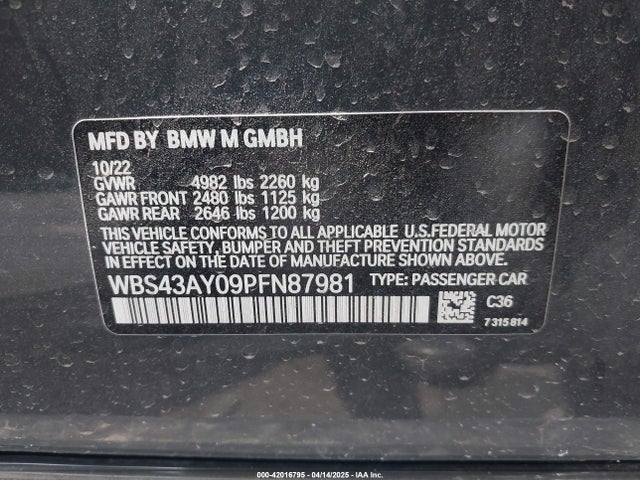 MFD BY BMW M GMBH
10/22
GVWR 4982 lbs 2260 kg
GAWR FRONT 2480 lbs 1125 kg
GAWR REAR 2646 lbs 1200 kg
THIS VEHICLE CONFORMS TO ALL APPLICABLE U.S.FEDERAL MOTOR
VEHICLE SAFETY, BUMPER AND THEFT PREVENTION STANDARDS
IN EFFECT ON THE DATE OF MANUFACTURE SHOWN ABOVE.
WBS43AY09PFN87981 TYPE: PASSENGER CAR
C36
7 315 814
000-42016795 - 04/14/2025 - IAA Inc.